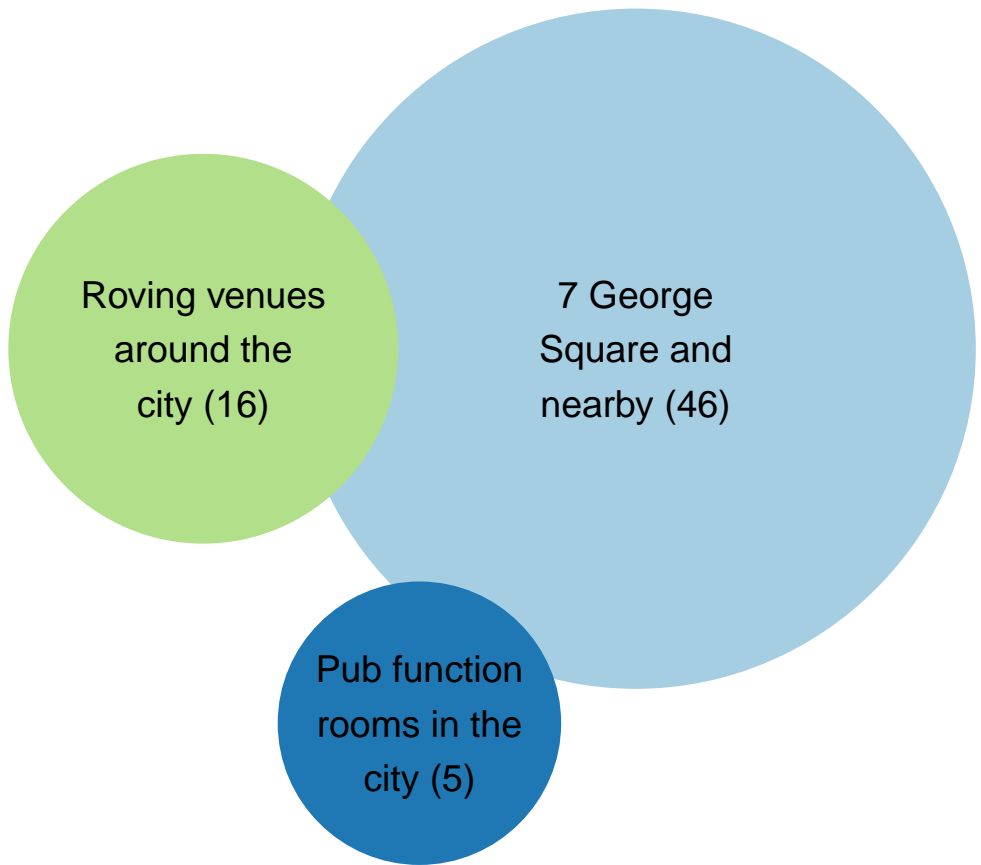 Roving venues
around the
city (16)
7 George
Square and
nearby (46)
Pub function
rooms in the
city (5)